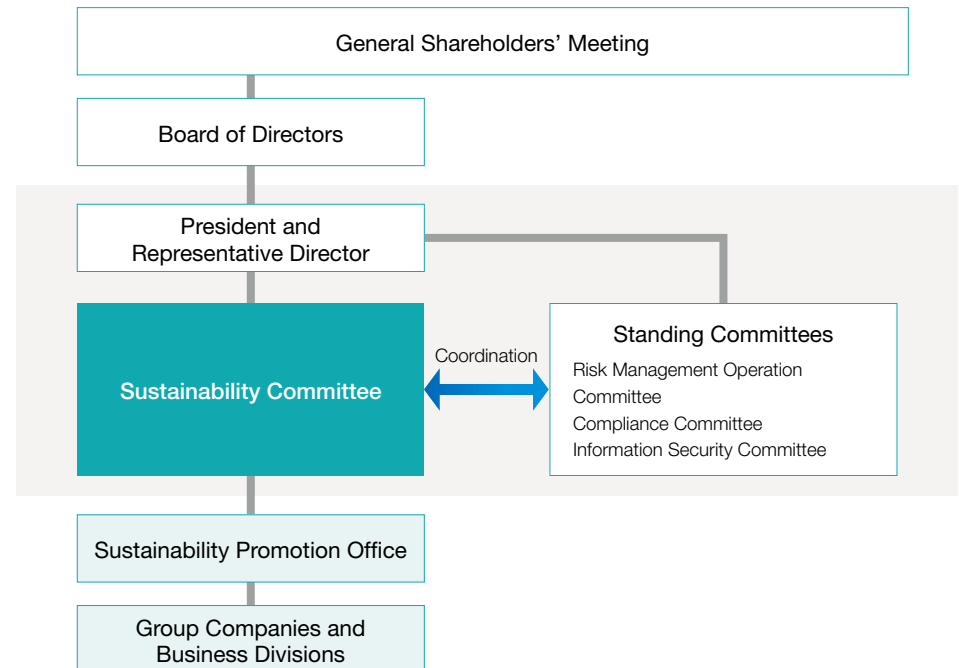 General Shareholders’ Meeting
Board of Directors
President and
Representative Director
Sustainability Committee
Coordination
Standing Committees
Risk Management Operation
Committee
Compliance Committee
Information Security Committee
Sustainability Promotion Office
Group Companies and
Business Divisions